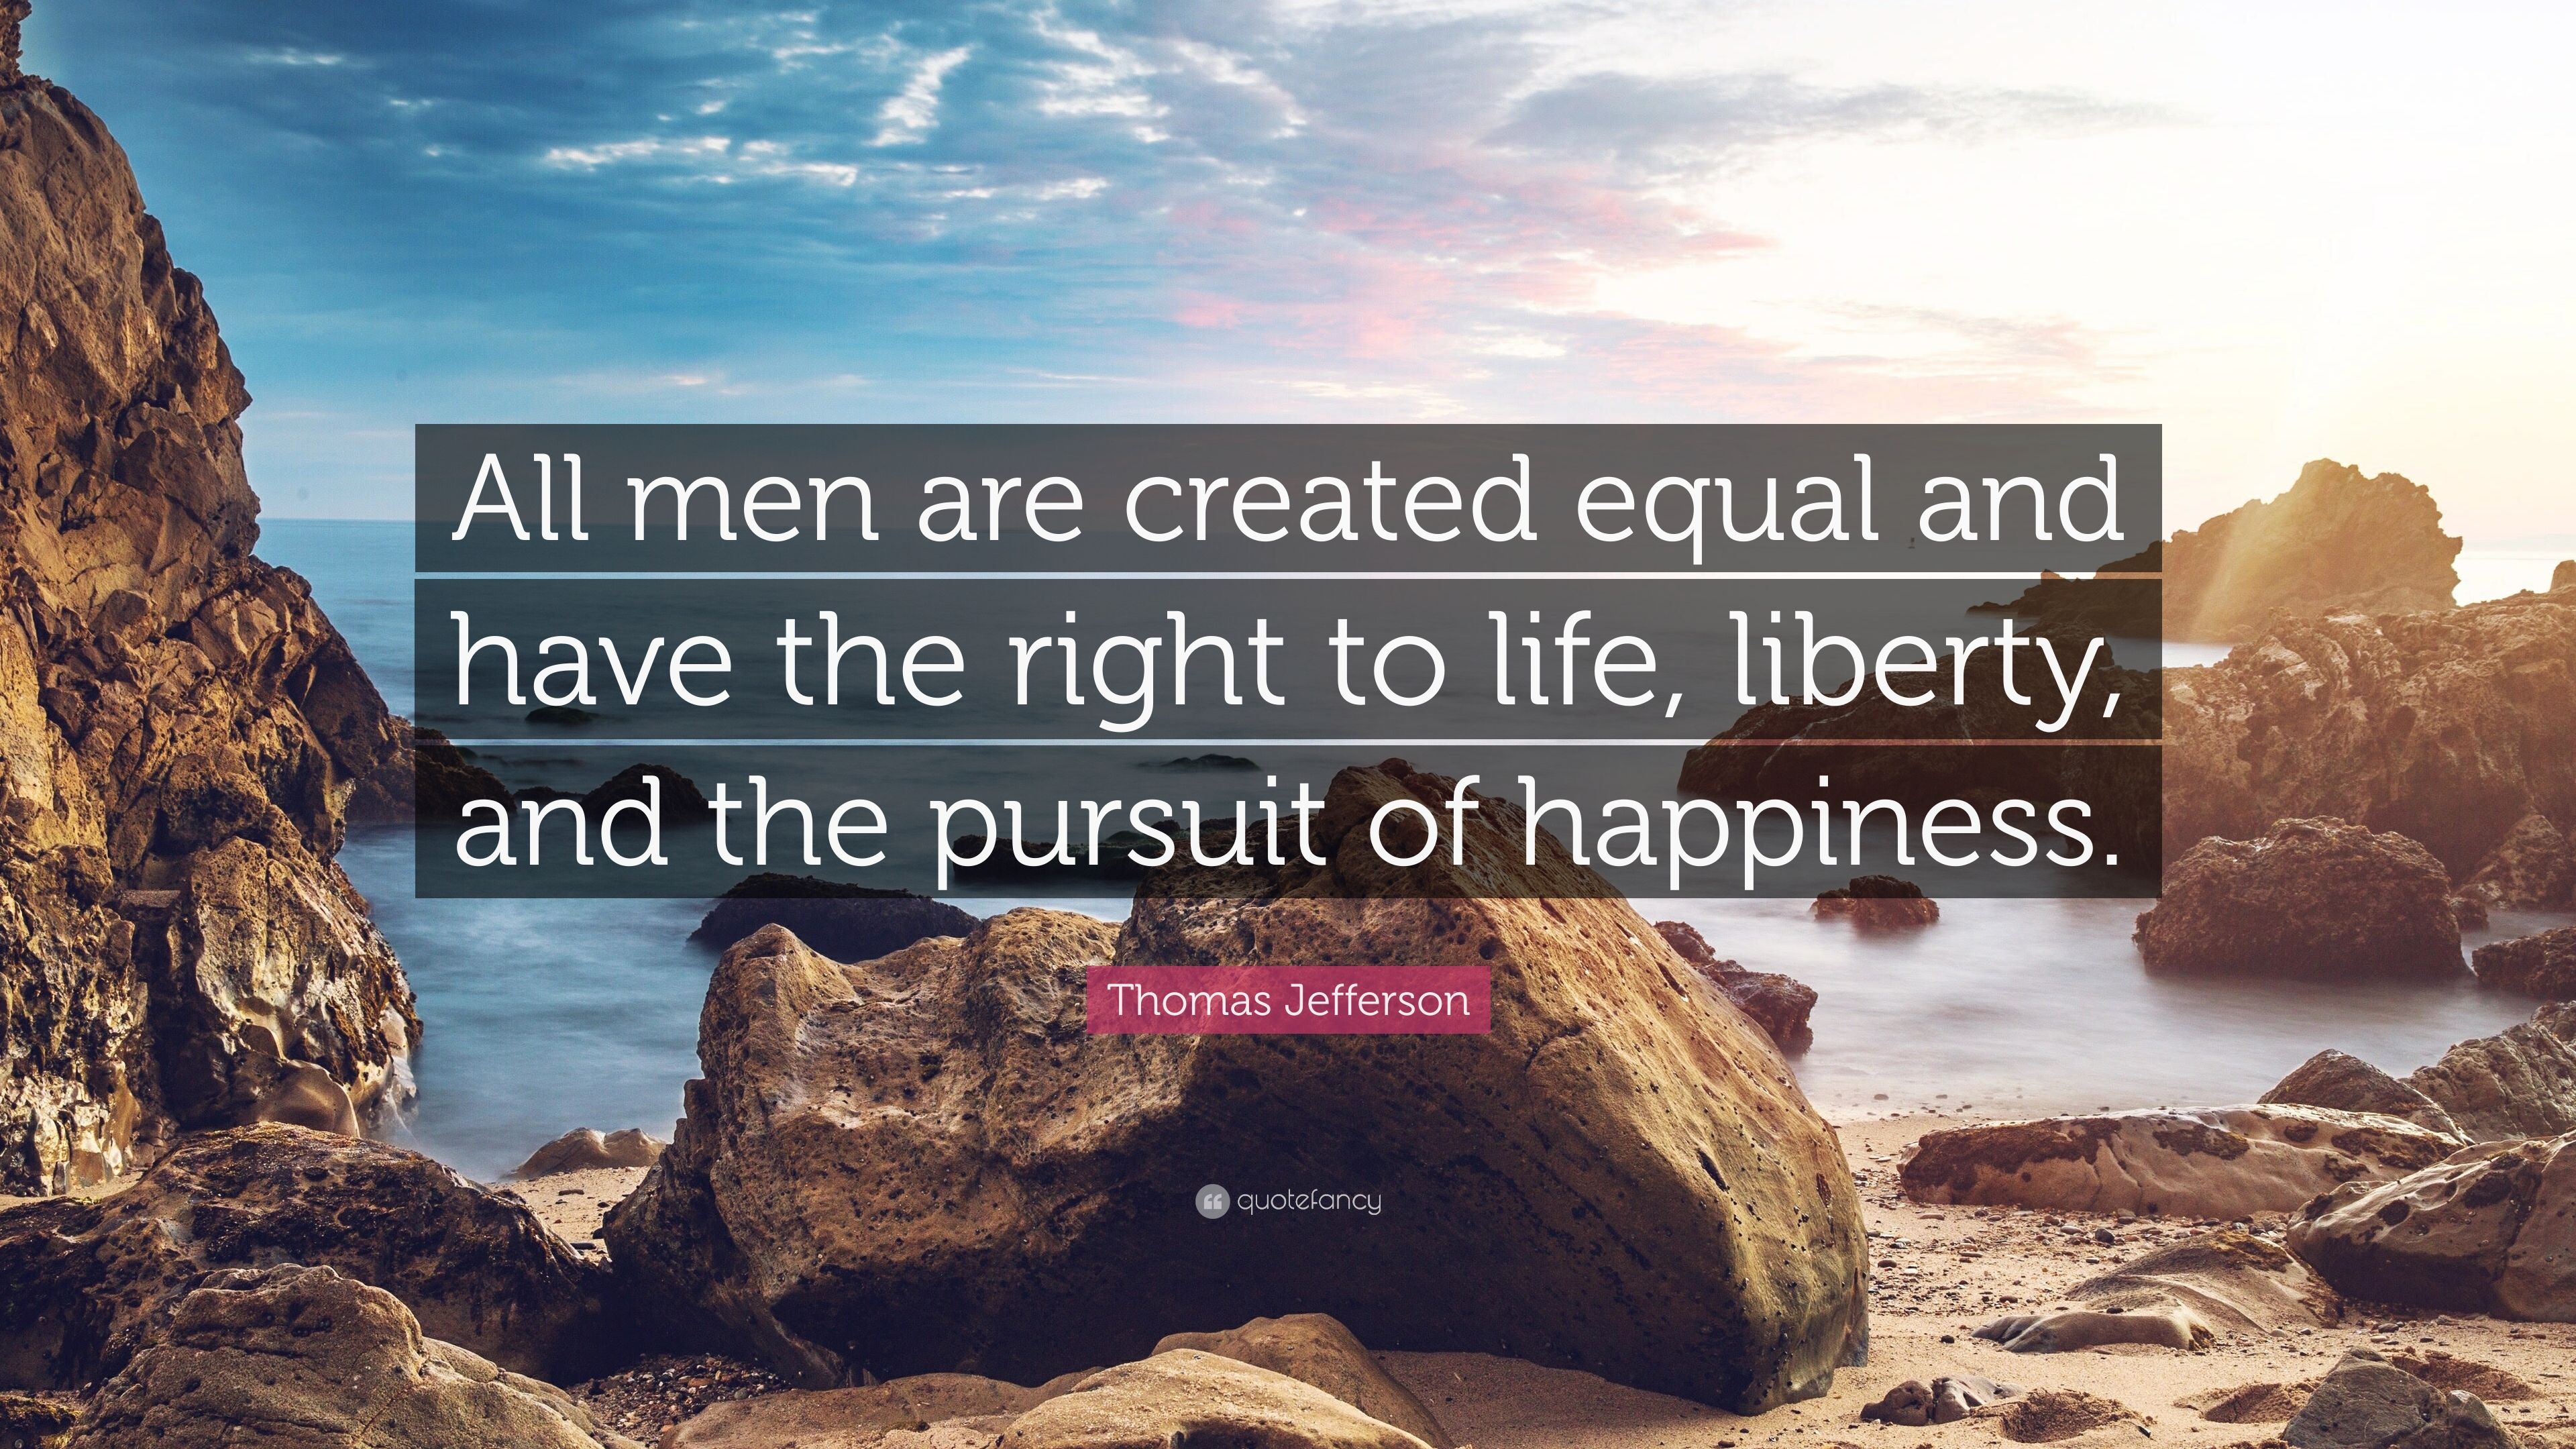 All men are created equal and
have the right to life, liberty,
and the pursuit of happiness.
Thomas Jefferson
quotefancy